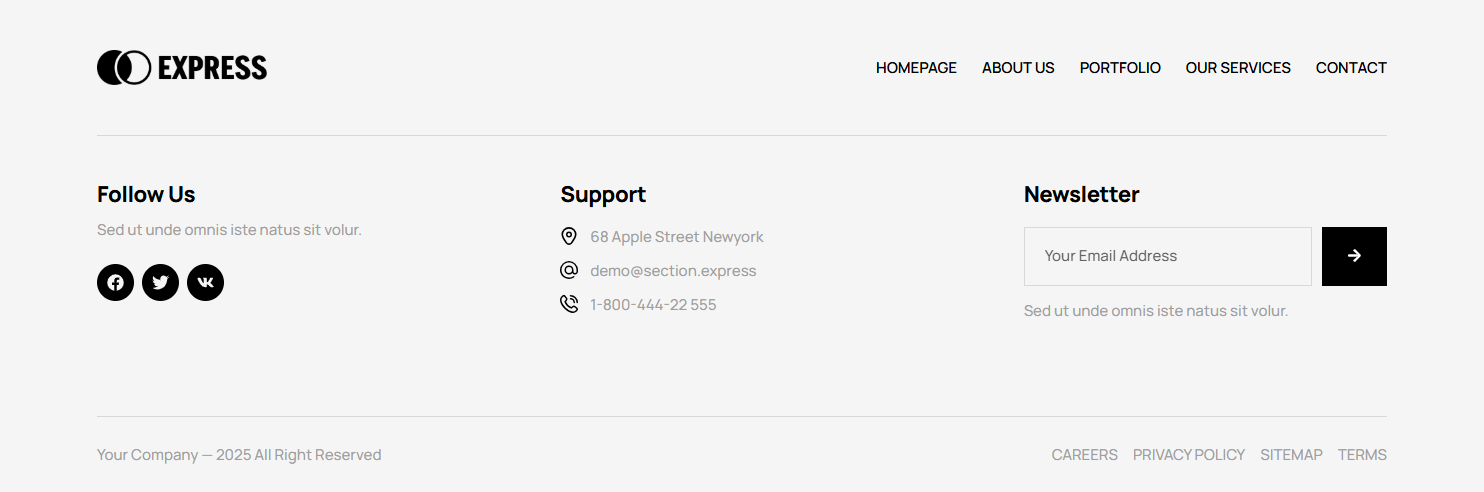 EXPRESS
HOMEPAGE ABOUT US PORTFOLIO OUR SERVICES CONTACT
Follow Us
Sed ut unde omnis iste natus sit volur.
Support
68 Apple Street Newyork
demo@section.express
1-800-444-22 555
Newsletter
Your Email Address
Sed ut unde omnis iste natus sit volur.
Your Company — 2025 All Right Reserved
CAREERS PRIVACY POLICY SITEMAP TERMS